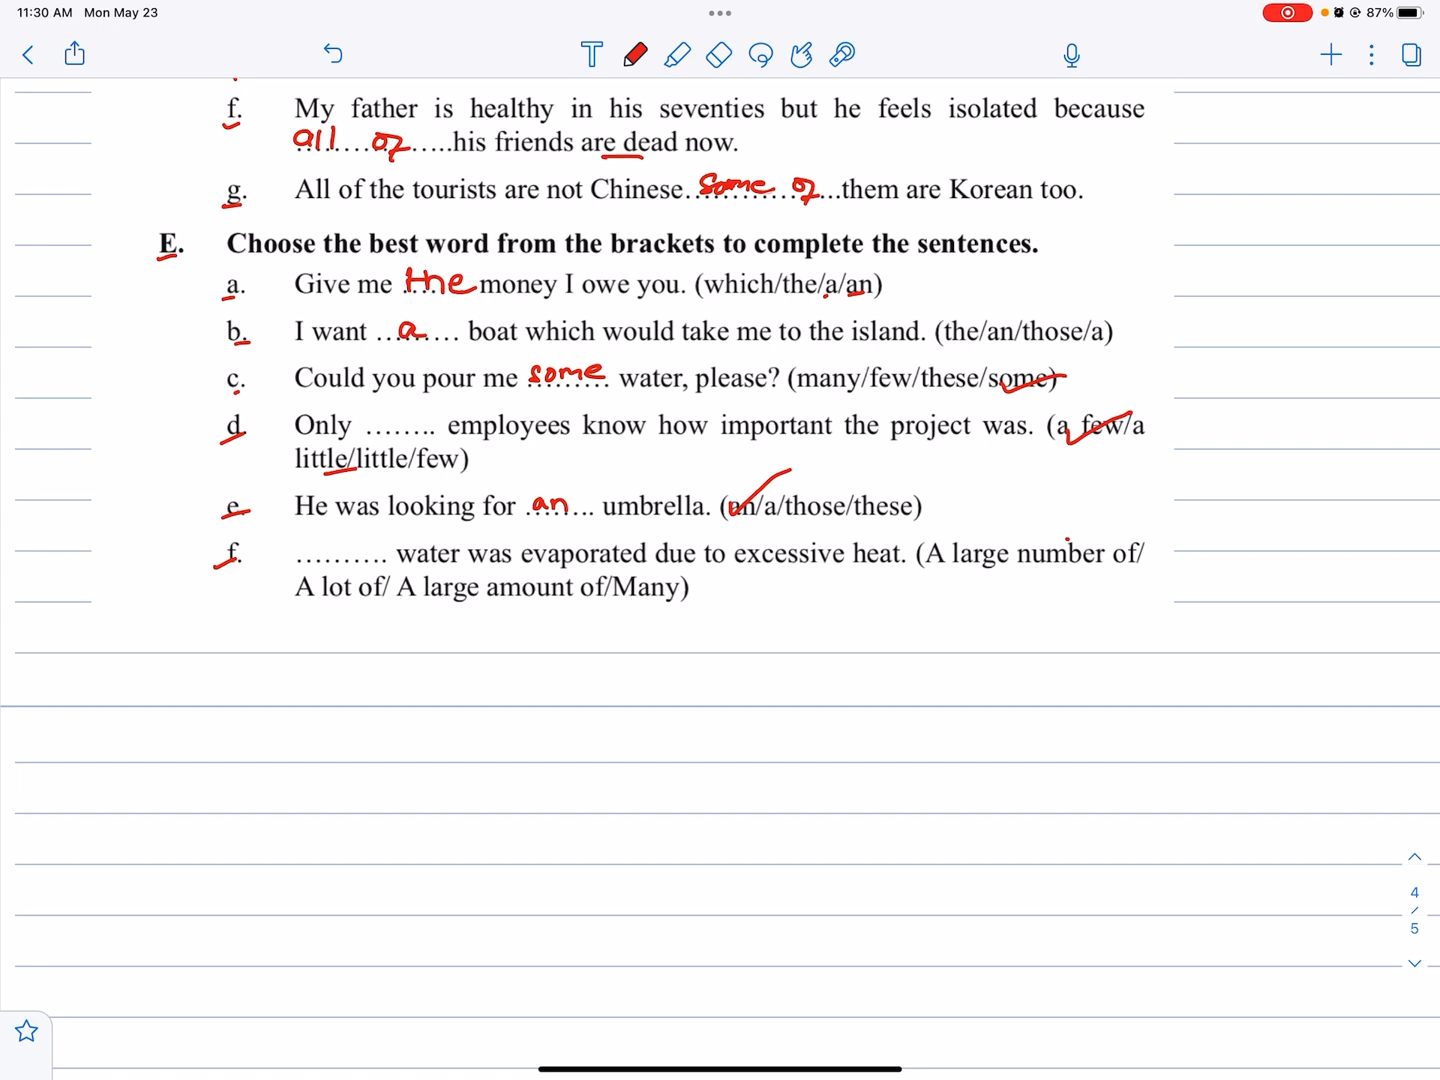 11:30 AM Mon May 23
87%
f. My father is healthy in his seventies but he feels isolated because
all of his friends are dead now.
g. All of the tourists are not Chinese. some of them are Korean too.
E. Choose the best word from the brackets to complete the sentences.
a. Give me the money I owe you. (which/the/a/an)
b. I want ...a..... boat which would take me to the island. (the/an/those/a)
c. Could you pour me some water, please? (many/few/these/some)
d. Only ........ employees know how important the project was. (a few/a
little/little/few)
e. He was looking for an.... umbrella. (an/a/those/these)
f. .......... water was evaporated due to excessive heat. (A large number of/
A lot of/ A large amount of/Many)
4
/
5